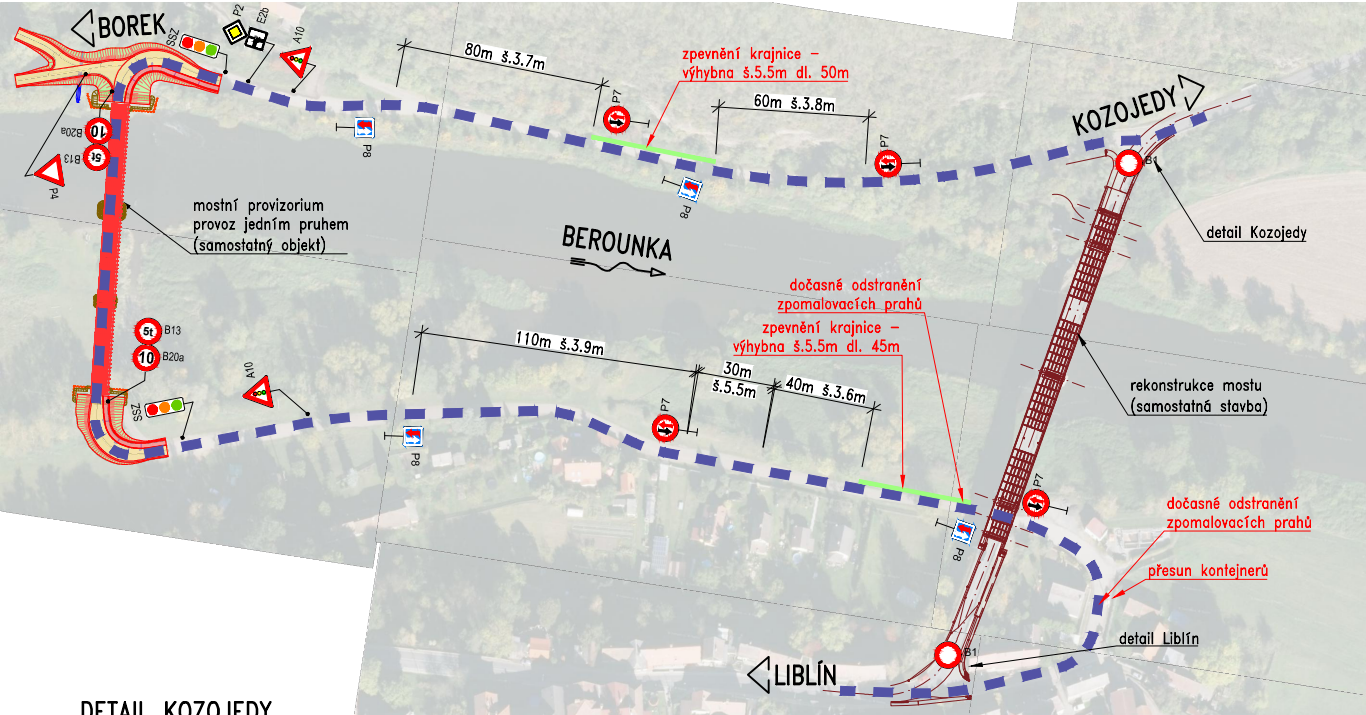 BOREK
SSZ
P2
E2b
A10
80m š.3.7m
zpevnění krajnice –
výhybna š.5.5m dl. 50m
P7
60m š.3.8m
P7
KOZOJEDY
B1
P8
P8
10
B20a
5t
B13
P4
mostní provizorium
provoz jedním pruhem
(samostatný objekt)
BEROUNKA
detail Kozojedy
dočasné odstranění
zpomalovacích prahů
zpevnění krajnice –
výhybna š.5.5m dl. 45m
5t
B13
10
B20a
110m š.3.9m
30m
š.5.5m
40m š.3.6m
A10
SSZ
P8
P7
rekonstrukce mostu
(samostatná stavba)
P7
P8
dočasné odstranění
zpomalovacích prahů
přesun kontejnerů
detail Liblín
B1
LIBLÍN
DETAIL KOZOJEDY